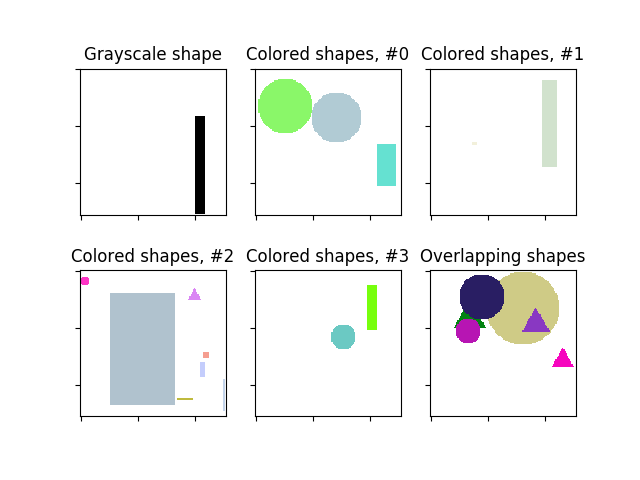 Grayscale shape
Colored shapes, #0
Colored shapes, #1
Colored shapes, #2
Colored shapes, #3
Overlapping shapes